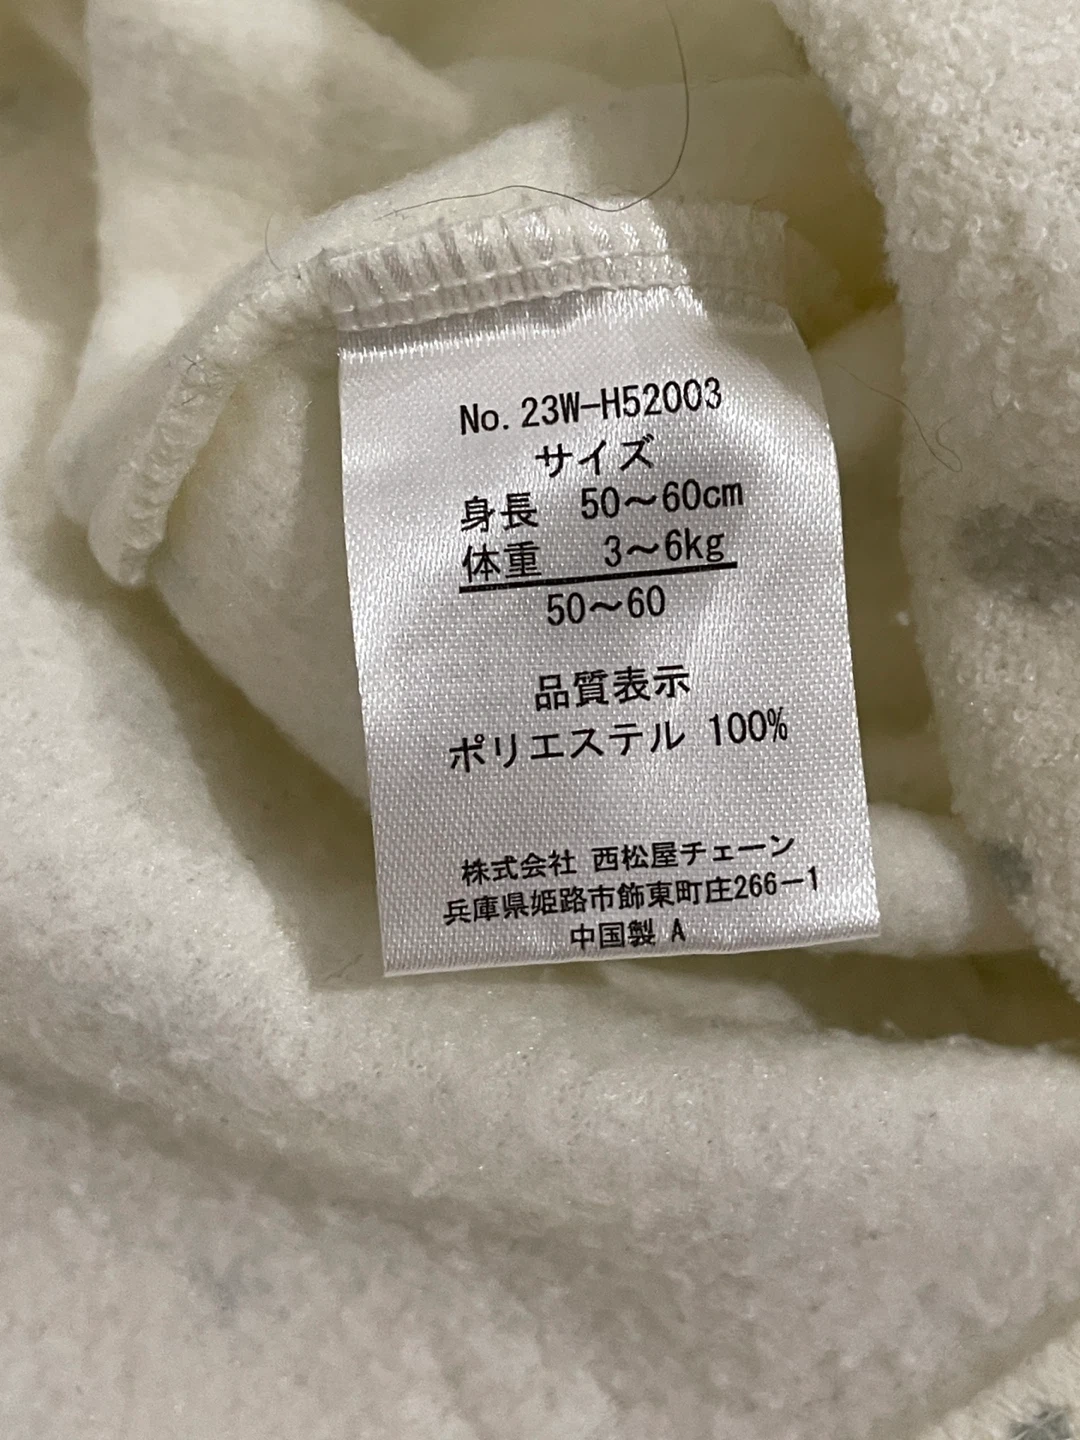 No.23W-H52003
サイズ
身長 50～60cm
体重 3～6kg
50～60
品質表示
ポリエステル 100%
株式会社 西松屋チェーン
兵庫県姫路市飾東町庄266－1
中国製 A